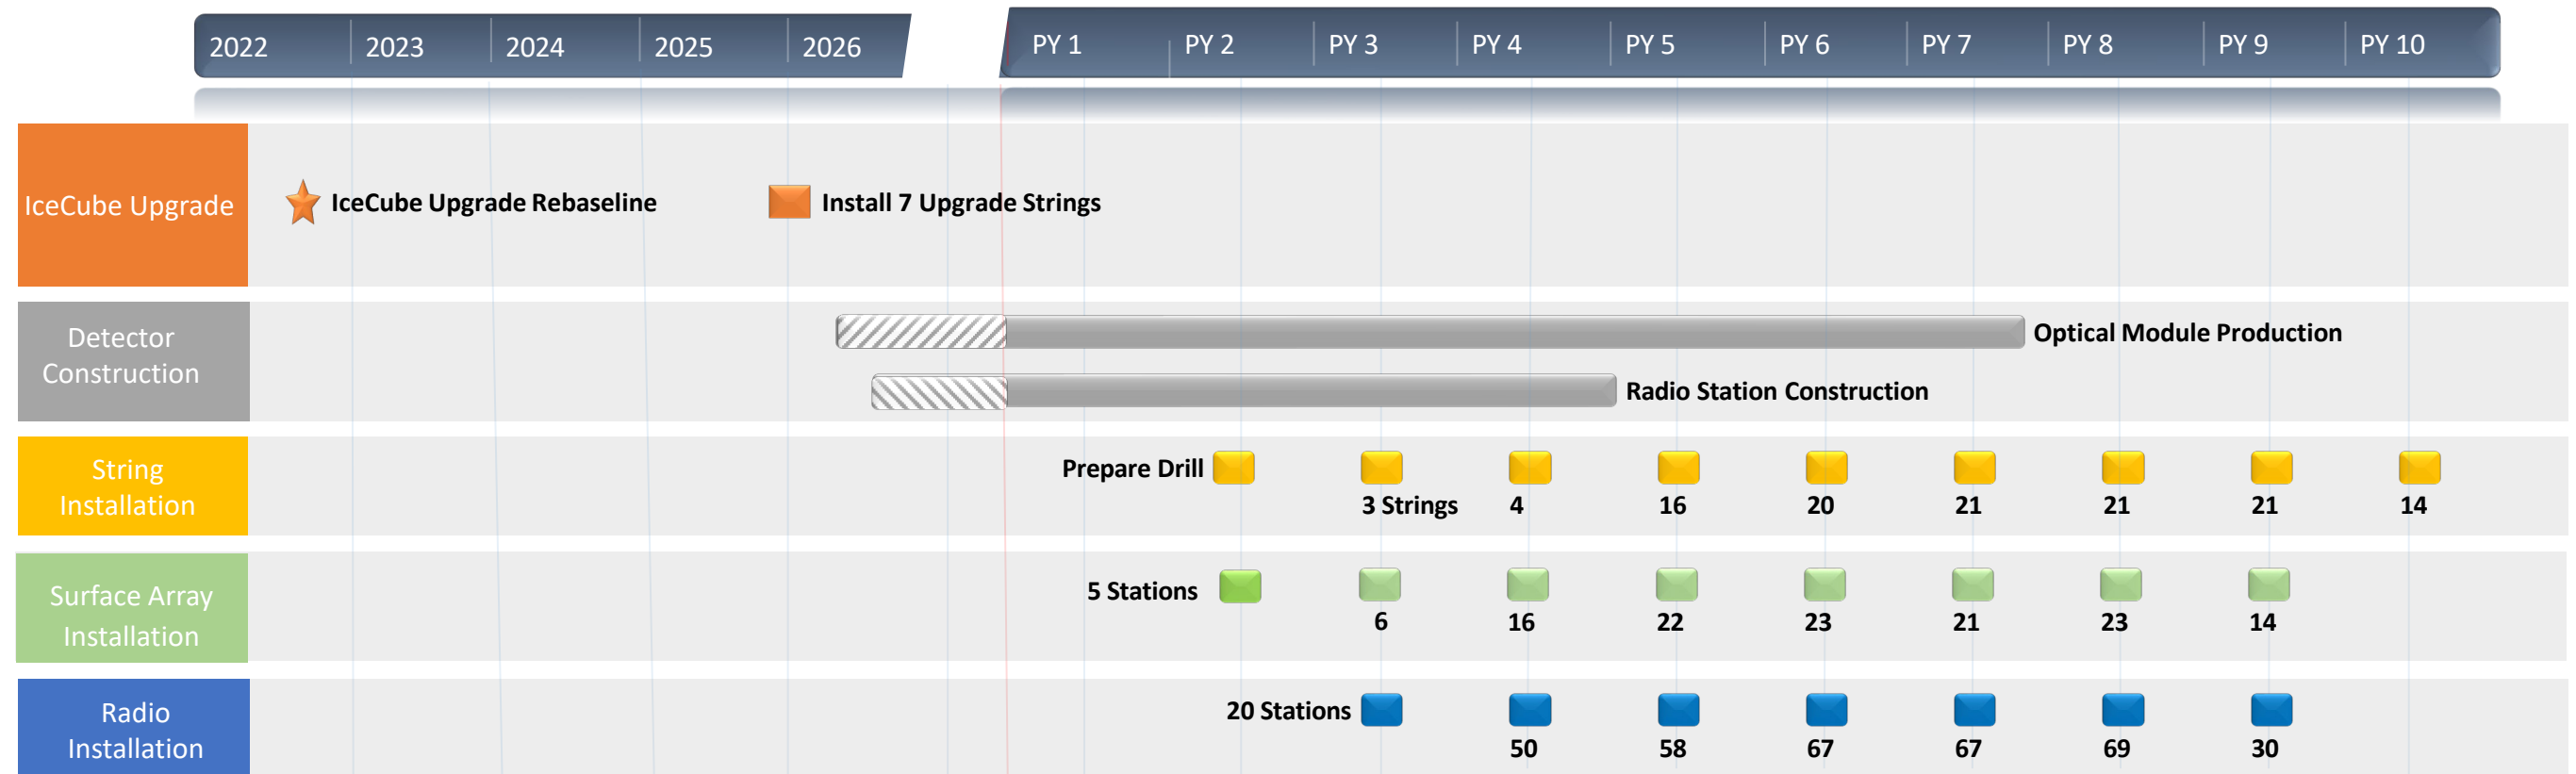 2022 2023 2024 2025 2026 PY 1 PY 2 PY 3 PY 4 PY 5 PY 6 PY 7 PY 8 PY 9 PY 10
IceCube Upgrade
IceCube Upgrade Rebaseline
Install 7 Upgrade Strings
Detector
Construction
Optical Module Production
Radio Station Construction
String
Installation
Prepare Drill
3 Strings 4 16 20 21 21 21 14
Surface Array
Installation
5 Stations
6 16 22 23 21 23 14
Radio
Installation
20 Stations
50 58 67 67 69 30